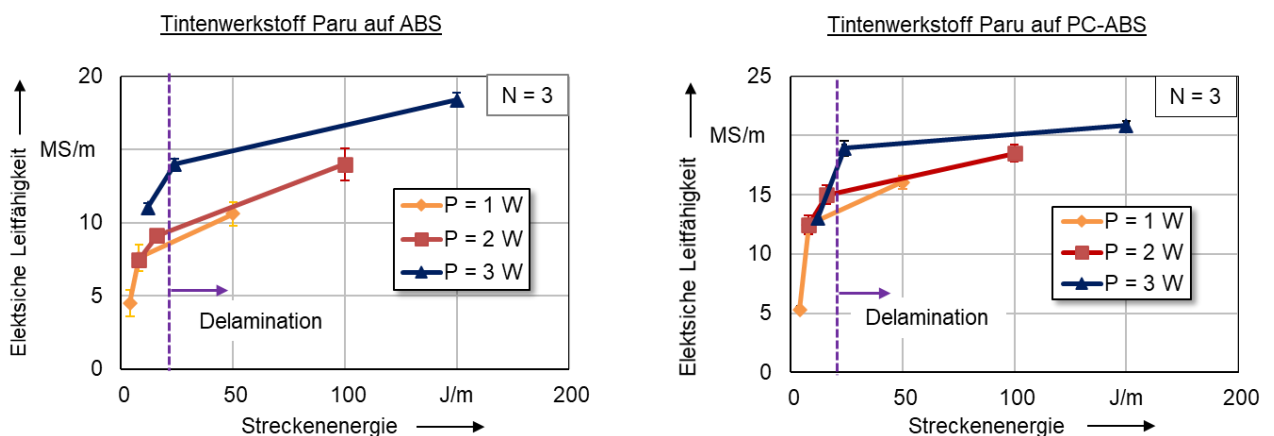 Tintenwerkstoff Paru auf ABS
Elektsiche Leitfähigkeit
20
MS/m
10
5
0
N = 3
P = 1 W
P = 2 W
P = 3 W
Delamination
0 50 100 J/m 200
Streckenenergie
Tintenwerkstoff Paru auf PC-ABS
Elektsiche Leitfähigkeit
25
MS/m
15
10
5
0
N = 3
P = 1 W
P = 2 W
P = 3 W
Delamination
0 50 100 J/m 200
Streckenenergie